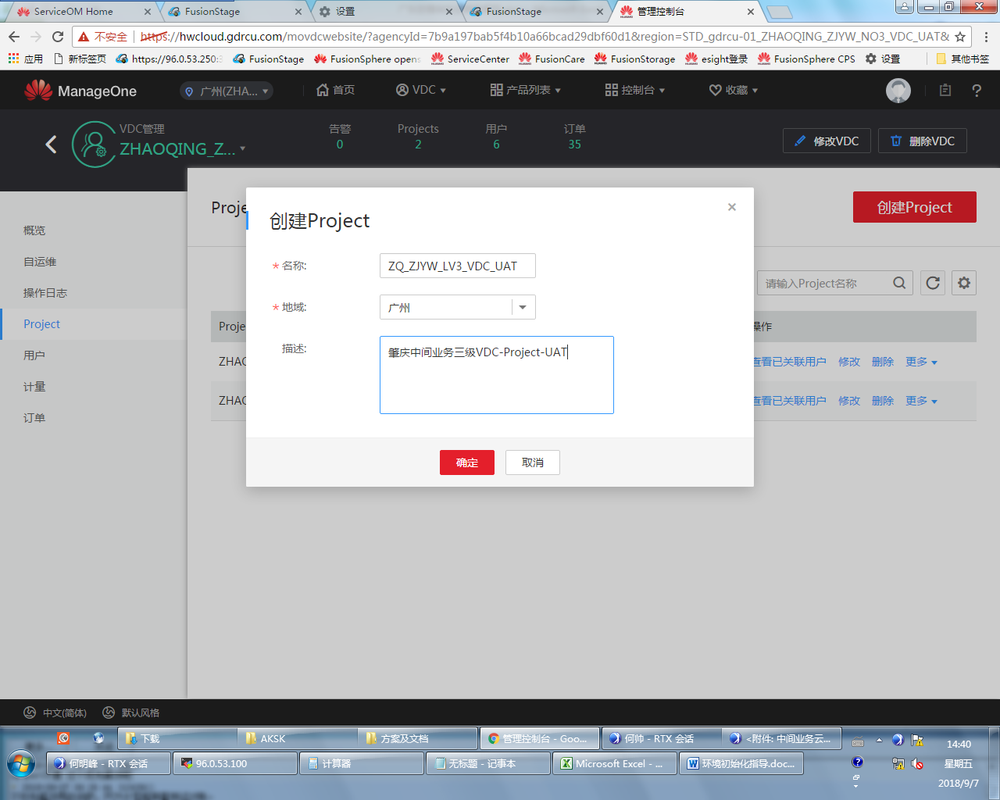 ServiceOM Home
FusionStage
设置
FusionStage
管理控制台
不安全
https://hwcloud.gdrcu.com/movdcwebsite/?agencyId=7b9a197bab5f4b10a66bcad29dbf60d1&region=STD_gdrcu-01_ZHAOQING_ZJYW_NO3_VDC_UAT&
应用
新标签页
https://96.0.53.250:
FusionStage
FusionSphere opens
ServiceCenter
FusionCare
FusionStorage
esight登录
FusionSphere CPS
设置
其他书签
ManageOne
广州(ZHA...
首页
VDC
产品列表
控制台
收藏
VDC管理
ZHAOQING_Z...
告警
0
Projects
2
用户
6
订单
35
修改VDC
删除VDC
概览
自运维
操作日志
Project
用户
计量
订单
Proje
创建Project
请输入Project名称
Proje
操作
ZHAO
查看已关联用户 修改 删除 更多
ZHAO
查看已关联用户 修改 删除 更多
创建Project
* 名称:
ZQ_ZJYW_LV3_VDC_UAT
* 地域:
广州
描述:
肇庆中间业务三级VDC-Project-UAT
确定
取消
中文(简体)
默认风格
下载
AKSK
方案及文档
管理控制台 - Goo...
何帅 - RTX 会话
<附件: 中间业务云...
何明峰 - RTX 会话
96.0.53.100
计算器
无标题 - 记事本
Microsoft Excel - ...
环境初始化指导.doc...
14:40
星期五
2018/9/7